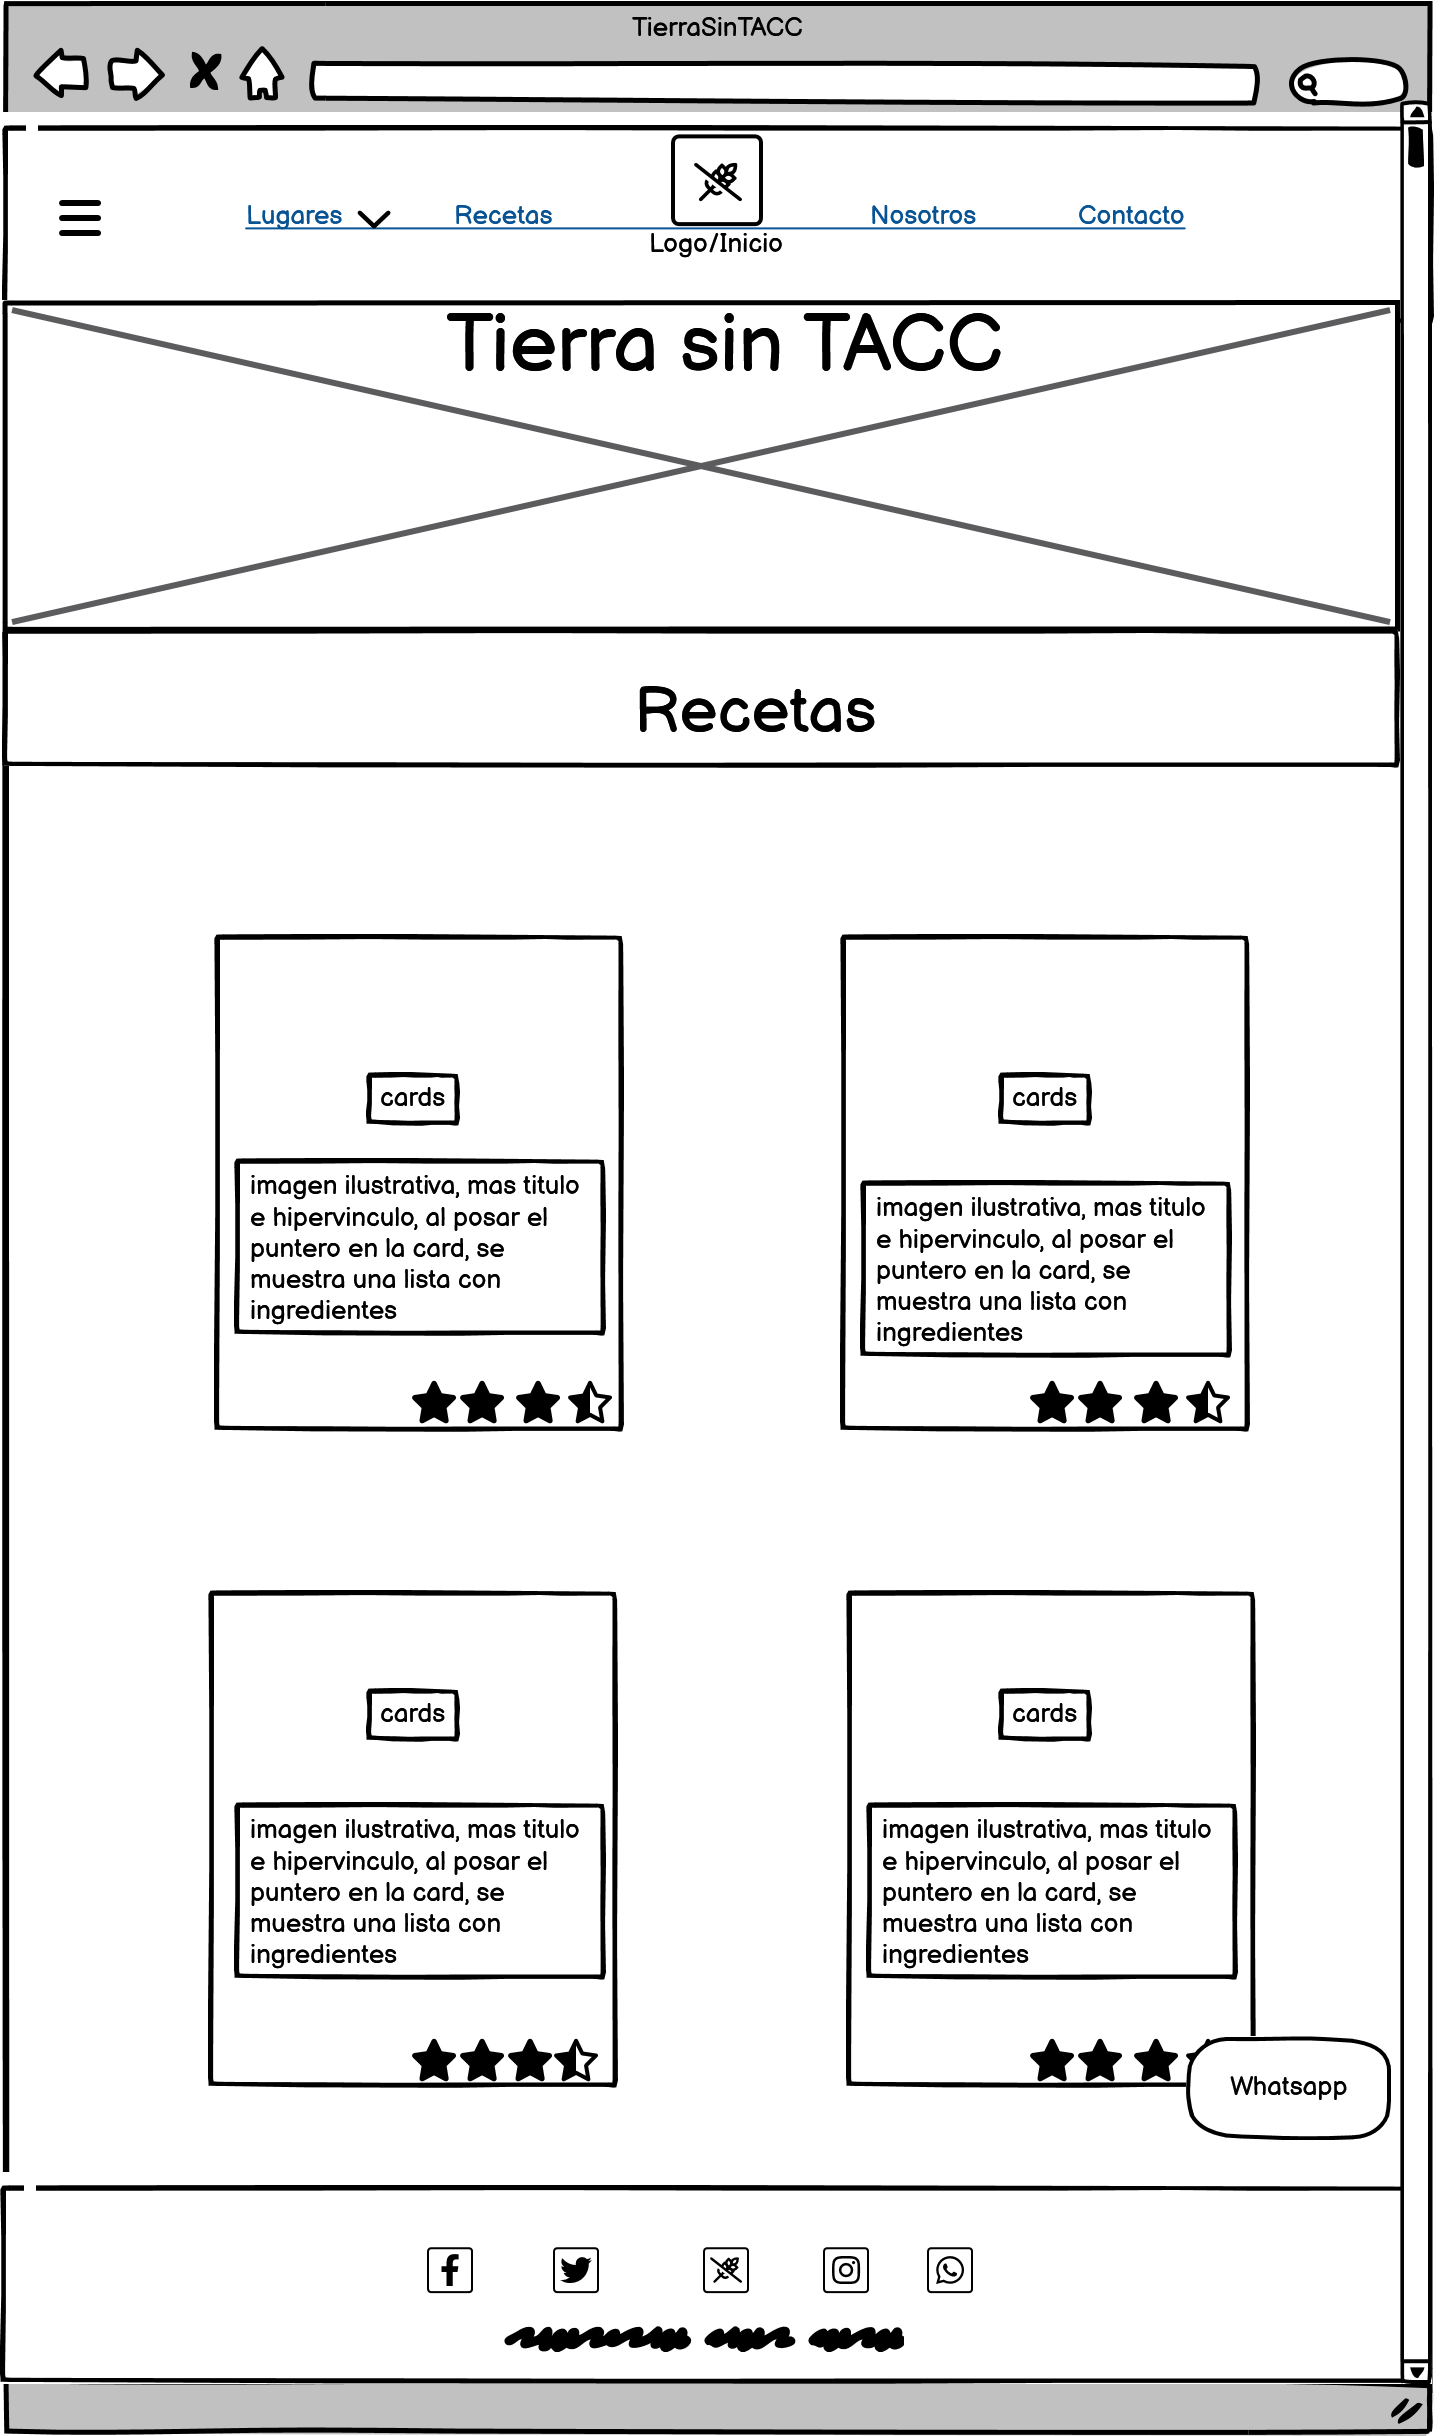 TierraSinTACC
Lugares Recetas Nosotros Contacto
Logo/Inicio
Tierra sin TACC
Recetas
cards
imagen ilustrativa, mas titulo
e hipervinculo, al posar el
puntero en la card, se
muestra una lista con
ingredientes
cards
imagen ilustrativa, mas titulo
e hipervinculo, al posar el
puntero en la card, se
muestra una lista con
ingredientes
cards
imagen ilustrativa, mas titulo
e hipervinculo, al posar el
puntero en la card, se
muestra una lista con
ingredientes
cards
imagen ilustrativa, mas titulo
e hipervinculo, al posar el
puntero en la card, se
muestra una lista con
ingredientes
Whatsapp